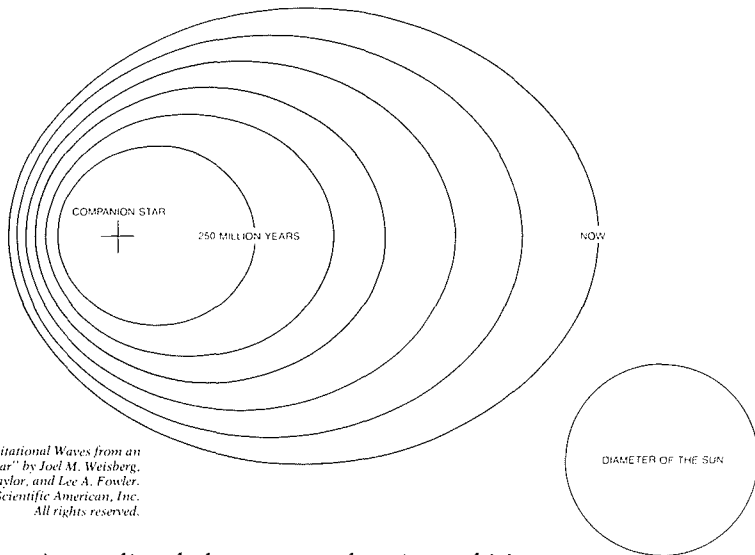 COMPANION STAR
250 MILLION YEARS
NOW
DIAMETER OF THE SUN
itational Waves from an
ar" by Joel M. Weisberg,
aylor, and Lee A. Fowler.
Scientific American, Inc.
All rights reserved.